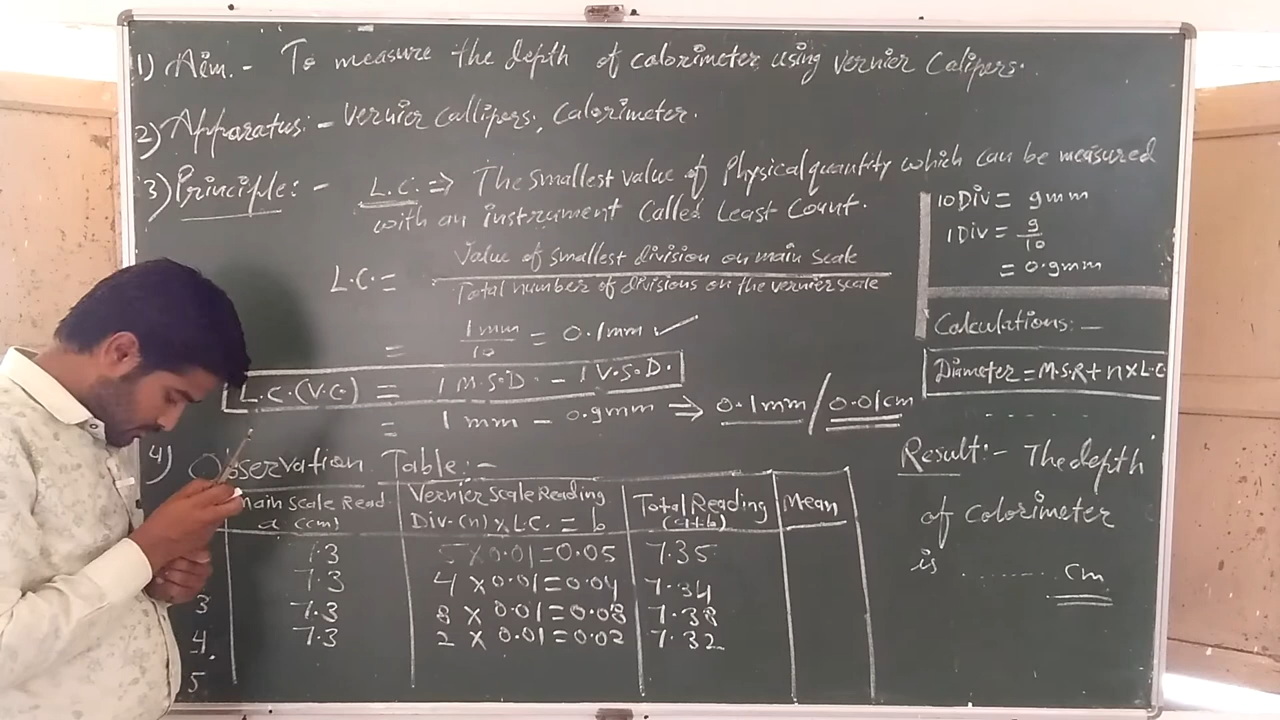 1) Aim. - To measure the depth of calorimeter using vernier Calipers.
2) Apparatus: - Vernier Callipers, Calorimeter.
3) Principle: - L.C. => The smallest value of Physical quantity which can be measured
with an instrument Called Least Count.
L.C. = Value of smallest division on main Scale
Total number of divisions on the vernier scale
= 1mm / 10 = 0.1mm ✓
L.C.(V.C) = 1 M.S.D. - 1 V.S.D.
= 1 mm - 0.9mm => 0.1mm / 0.01cm
10 Div = 9mm
1 Div = 9/10
= 0.9mm
Calculations: -
Diameter = M.S.R + n × L.C
......
Result: - The depth
of calorimeter
is ........ cm
4) Observation Table: -
Main Scale Read. a (cm) | Vernier Scale Reading Div. (n) × L.C. = b | Total Reading (a+b) | Mean
7.3 | 5 × 0.01 = 0.05 | 7.35
7.3 | 4 × 0.01 = 0.04 | 7.34
3 | 7.3 | 8 × 0.01 = 0.08 | 7.38
4. | 7.3 | 2 × 0.01 = 0.02 | 7.32
5